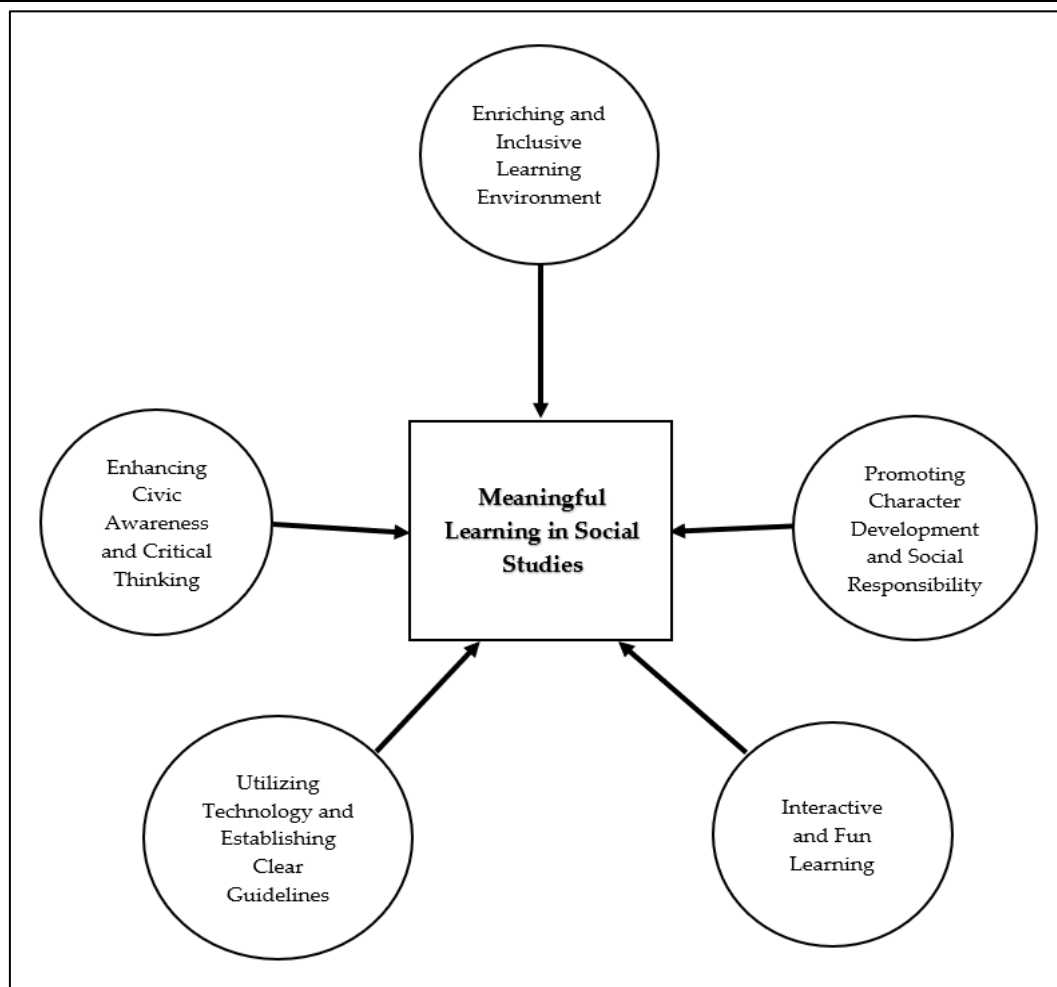 Enriching and
Inclusive
Learning
Environment
Enhancing
Civic
Awareness
and Critical
Thinking
Meaningful
Learning in Social
Studies
Promoting
Character
Development
and Social
Responsibility
Utilizing
Technology and
Establishing
Clear
Guidelines
Interactive
and Fun
Learning